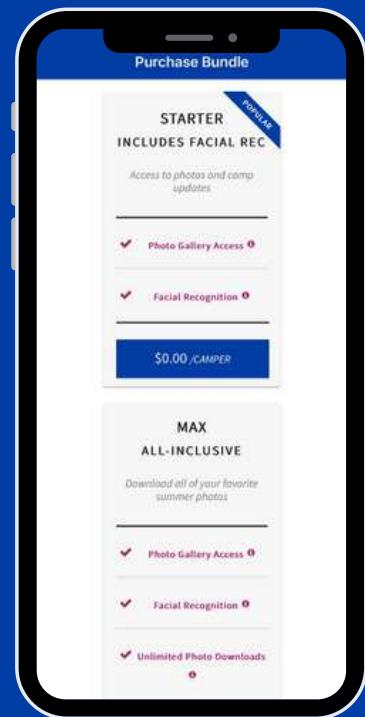 Purchase Bundle
POPULAR
STARTER
INCLUDES FACIAL REC
Access to photos and camp
updates
Photo Gallery Access
Facial Recognition
$0.00 /CAMPER
MAX
ALL-INCLUSIVE
Download all of your favorite
summer photos
Photo Gallery Access
Facial Recognition
Unlimited Photo Downloads